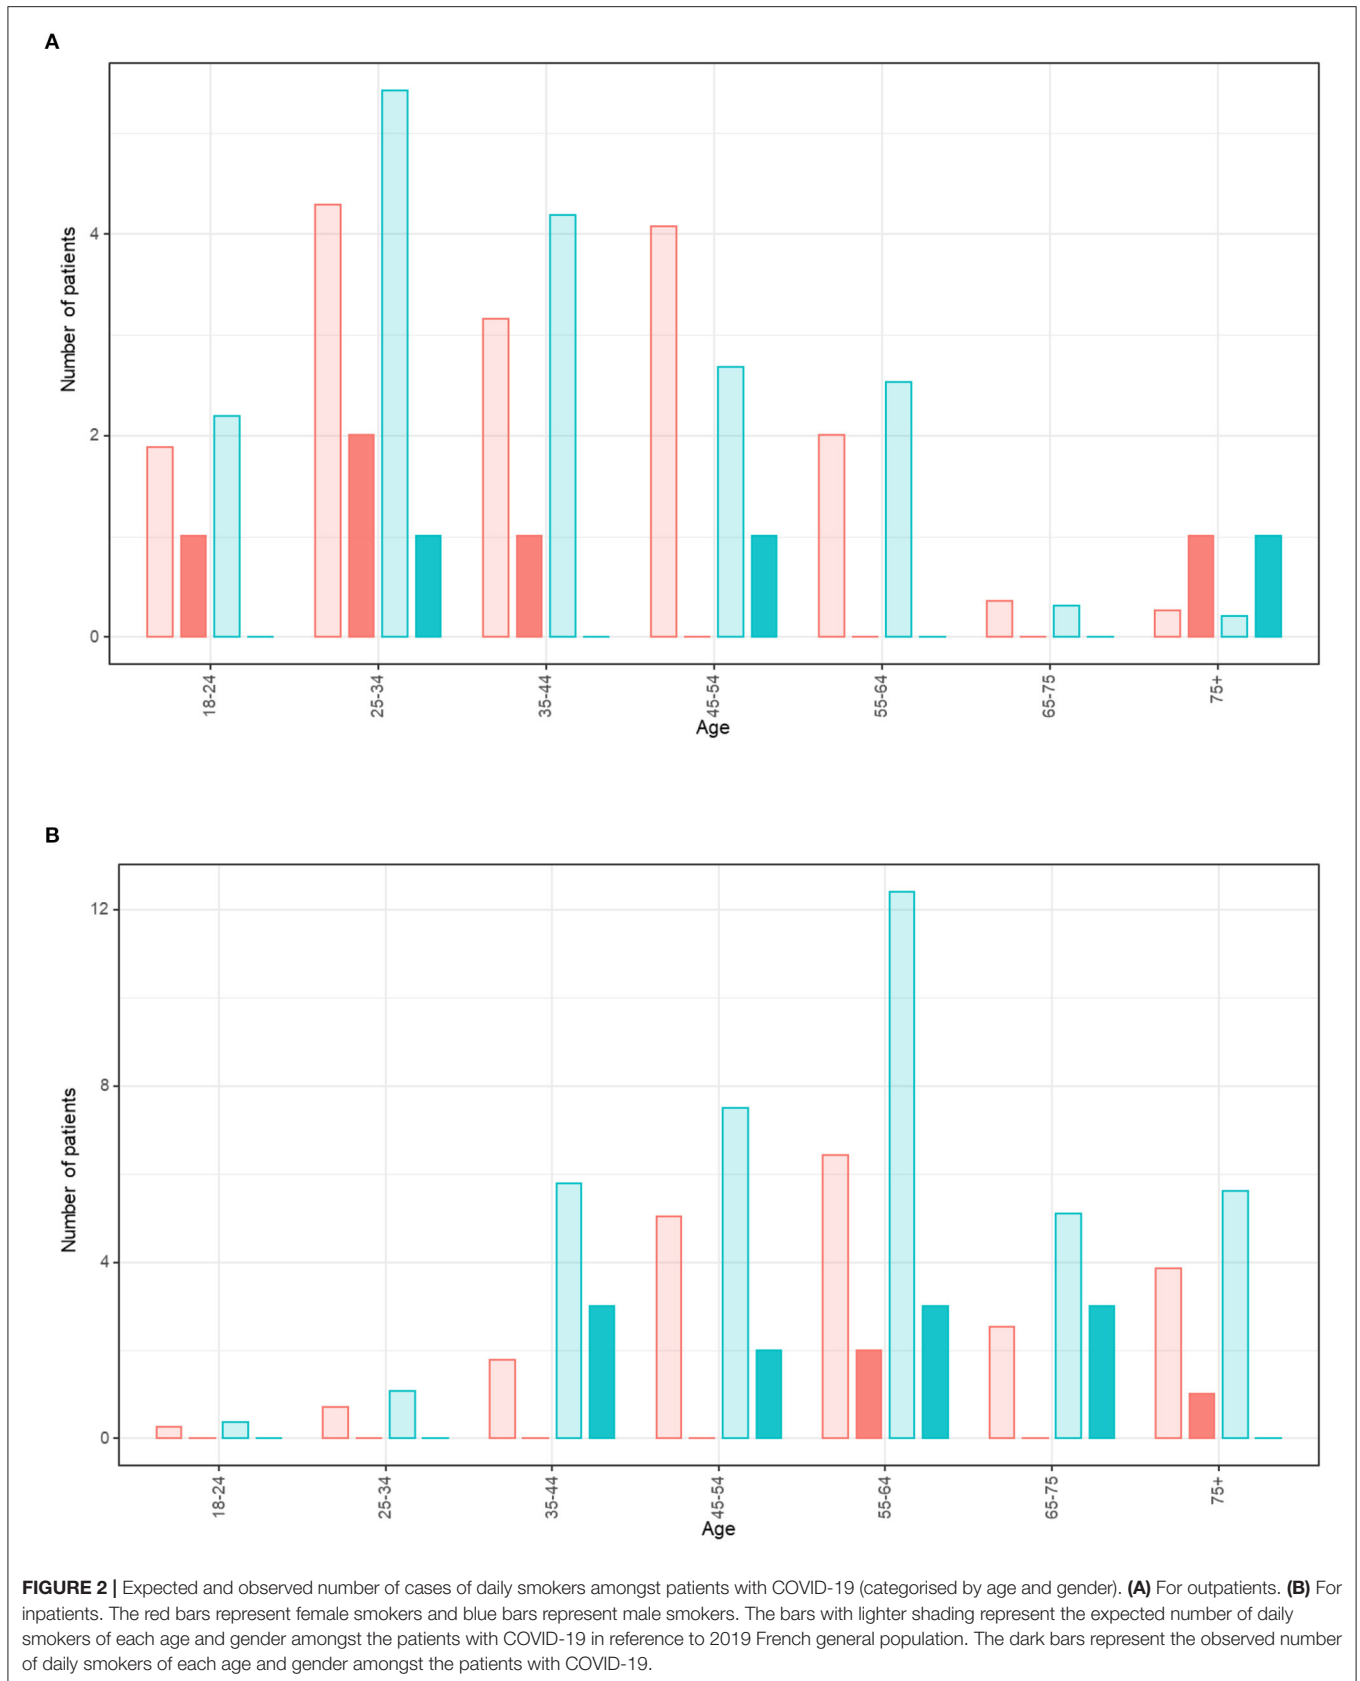 A
Number of patients
4
2
0
18-24
25-34
35-44
45-54
55-64
65-75
75+
Age
B
Number of patients
12
8
4
0
18-24
25-34
35-44
45-54
55-64
65-75
75+
Age
FIGURE 2 | Expected and observed number of cases of daily smokers amongst patients with COVID-19 (categorised by age and gender). (A) For outpatients. (B) For
inpatients. The red bars represent female smokers and blue bars represent male smokers. The bars with lighter shading represent the expected number of daily
smokers of each age and gender amongst the patients with COVID-19 in reference to 2019 French general population. The dark bars represent the observed number
of daily smokers of each age and gender amongst the patients with COVID-19.